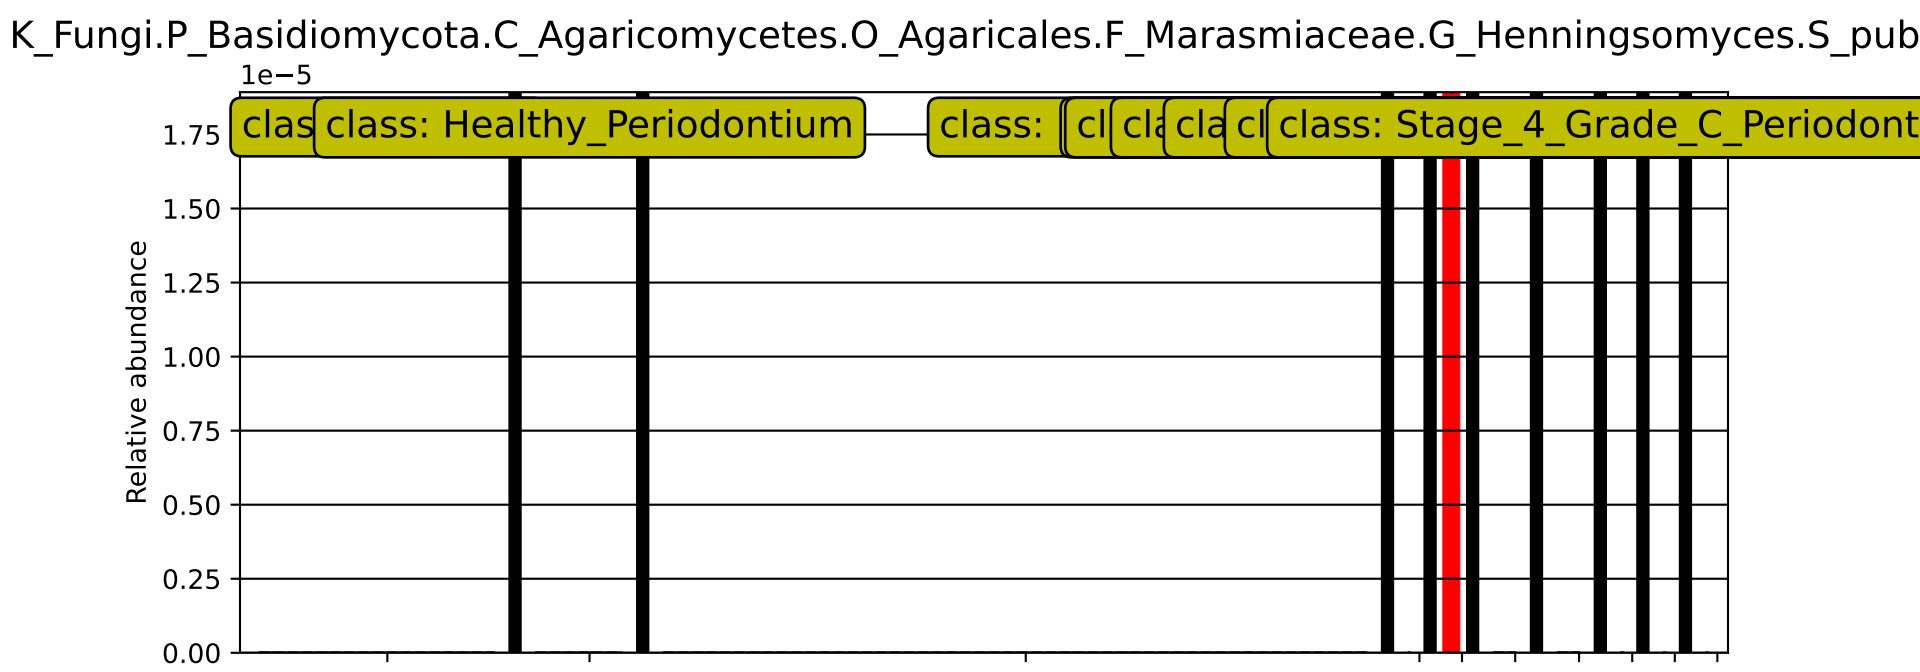 K_Fungi.P_Basidiomycota.C_Agaricomycetes.O_Agaricales.F_Marasmiaceae.G_Henningsomyces.S_pub
1e−5
class: Healthy_Periodontium
class:
class: Stage_4_Grade_C_Periodont
1.75
1.50
1.25
1.00
0.75
0.50
0.25
0.00
Relative abundance